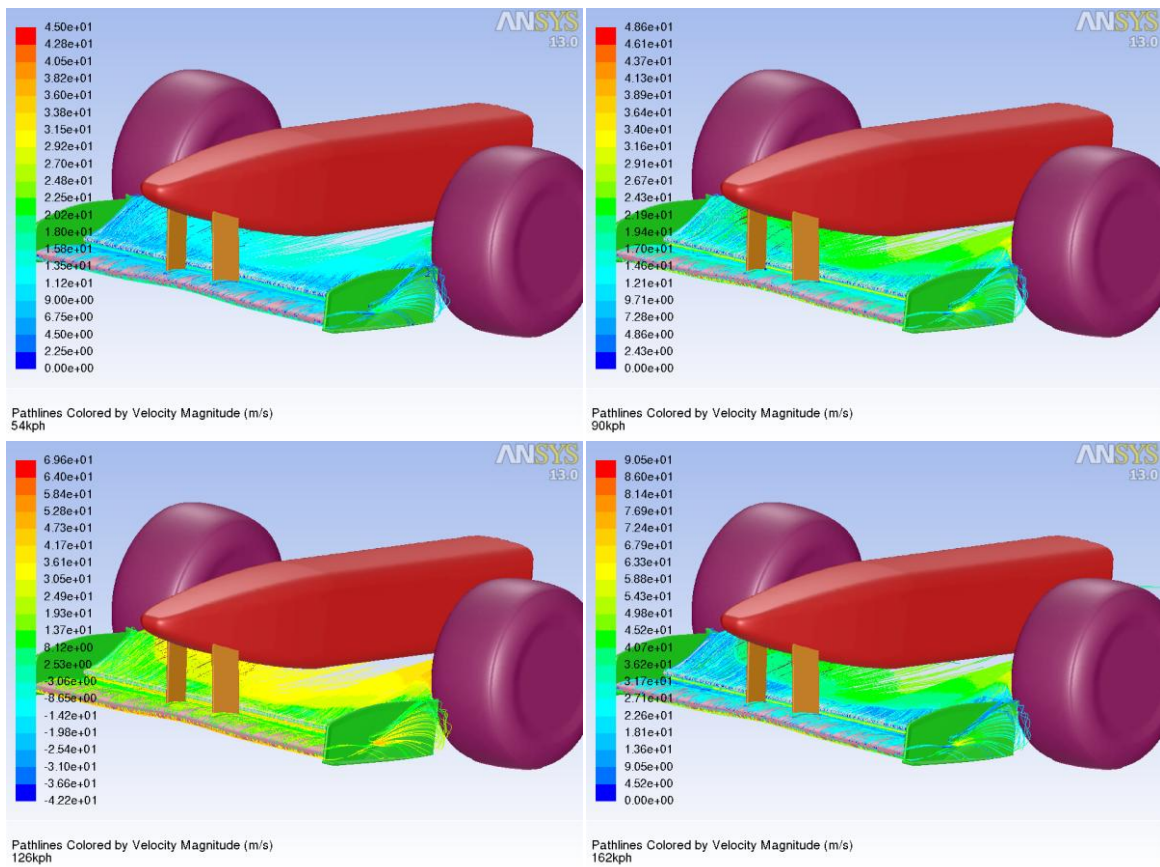 ANSYS
13.0
4.50e+01
4.28e+01
4.05e+01
3.82e+01
3.60e+01
3.38e+01
3.15e+01
2.92e+01
2.70e+01
2.48e+01
2.25e+01
2.02e+01
1.80e+01
1.58e+01
1.35e+01
1.12e+01
9.00e+00
6.75e+00
4.50e+00
2.25e+00
0.00e+00
Pathlines Colored by Velocity Magnitude (m/s)
54kph
ANSYS
13.0
4.86e+01
4.61e+01
4.37e+01
4.13e+01
3.89e+01
3.64e+01
3.40e+01
3.16e+01
2.91e+01
2.67e+01
2.43e+01
2.19e+01
1.94e+01
1.70e+01
1.46e+01
1.21e+01
9.71e+00
7.28e+00
4.86e+00
2.43e+00
0.00e+00
Pathlines Colored by Velocity Magnitude (m/s)
90kph
ANSYS
13.0
6.96e+01
6.40e+01
5.84e+01
5.28e+01
4.73e+01
4.17e+01
3.61e+01
3.05e+01
2.49e+01
1.93e+01
1.37e+01
8.12e+00
2.53e+00
-3.06e+00
-8.65e+00
-1.42e+01
-1.98e+01
-2.54e+01
-3.10e+01
-3.66e+01
-4.22e+01
Pathlines Colored by Velocity Magnitude (m/s)
126kph
ANSYS
13.0
9.05e+01
8.60e+01
8.14e+01
7.69e+01
7.24e+01
6.79e+01
6.33e+01
5.88e+01
5.43e+01
4.98e+01
4.52e+01
4.07e+01
3.62e+01
3.17e+01
2.71e+01
2.26e+01
1.81e+01
1.36e+01
9.05e+00
4.52e+00
0.00e+00
Pathlines Colored by Velocity Magnitude (m/s)
162kph